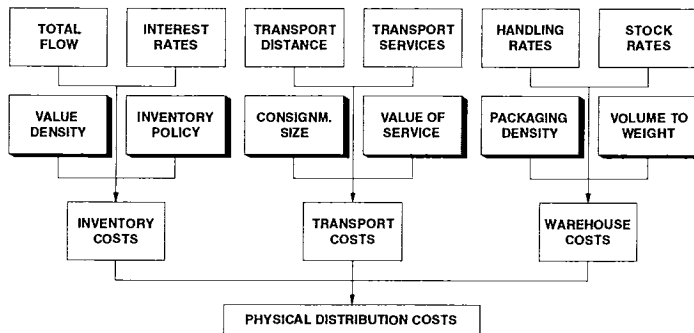 TOTAL FLOW
INTEREST RATES
TRANSPORT DISTANCE
TRANSPORT SERVICES
HANDLING RATES
STOCK RATES
VALUE DENSITY
INVENTORY POLICY
CONSIGNM. SIZE
VALUE OF SERVICE
PACKAGING DENSITY
VOLUME TO WEIGHT
INVENTORY COSTS
TRANSPORT COSTS
WAREHOUSE COSTS
PHYSICAL DISTRIBUTION COSTS